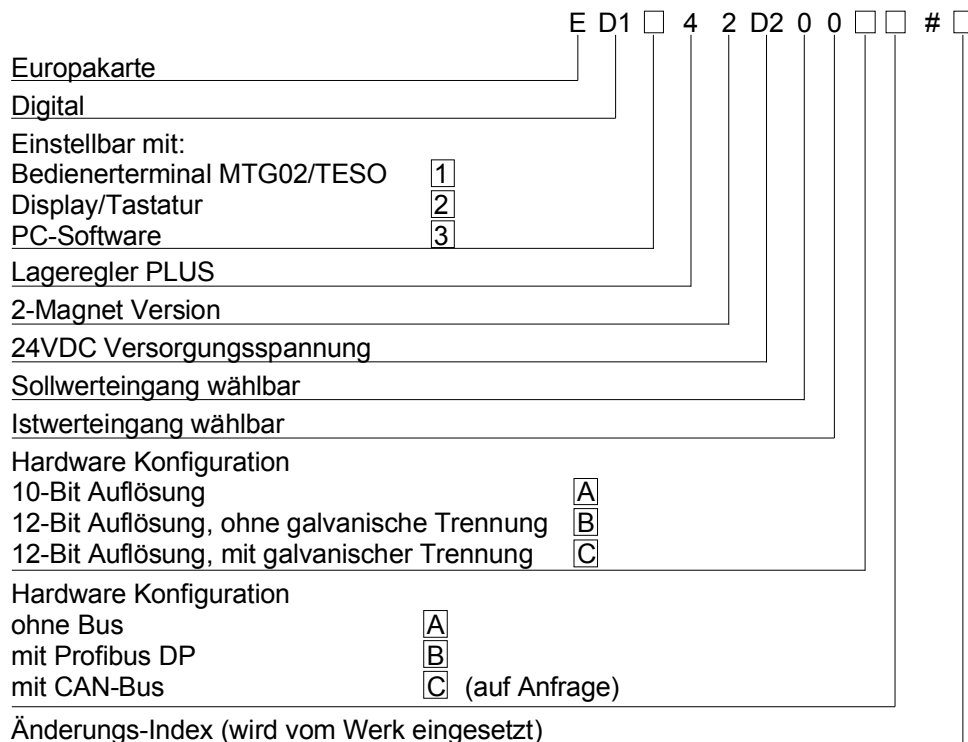 E D1 □ 4 2 D2 0 0 □ □ # □
Europakarte
Digital
Einstellbar mit:
Bedienerterminal MTG02/TESO 1
Display/Tastatur 2
PC-Software 3
Lageregler PLUS
2-Magnet Version
24VDC Versorgungsspannung
Sollwerteingang wählbar
Istwerteingang wählbar
Hardware Konfiguration
10-Bit Auflösung A
12-Bit Auflösung, ohne galvanische Trennung B
12-Bit Auflösung, mit galvanischer Trennung C
Hardware Konfiguration
ohne Bus A
mit Profibus DP B
mit CAN-Bus C (auf Anfrage)
Änderungs-Index (wird vom Werk eingesetzt)